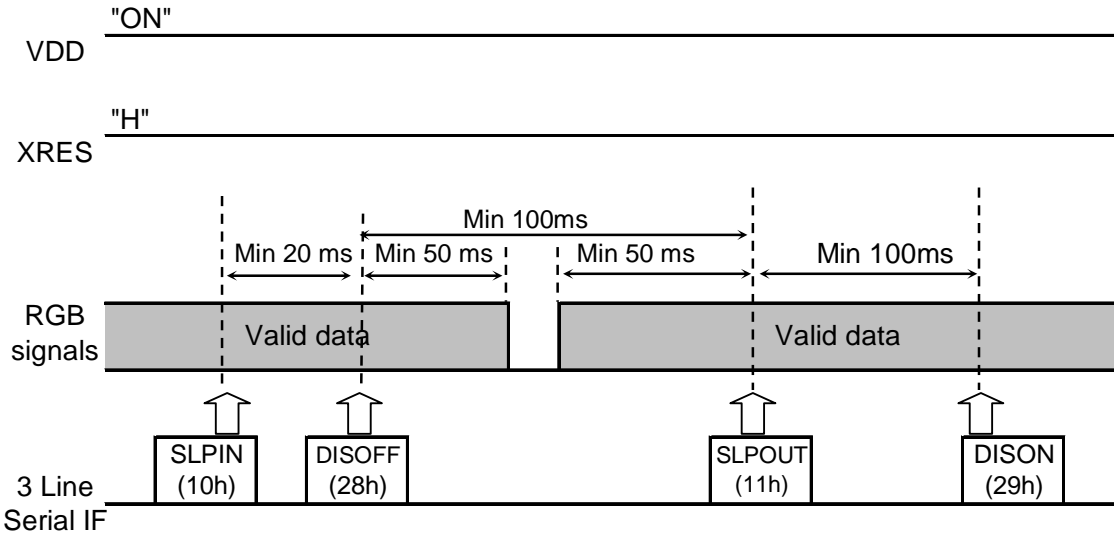 "ON"
VDD
"H"
XRES
Min 100ms
Min 20 ms
Min 50 ms
Min 50 ms
Min 100ms
RGB
signals
Valid data
Valid data
SLPIN
(10h)
DISOFF
(28h)
SLPOUT
(11h)
DISON
(29h)
3 Line
Serial IF